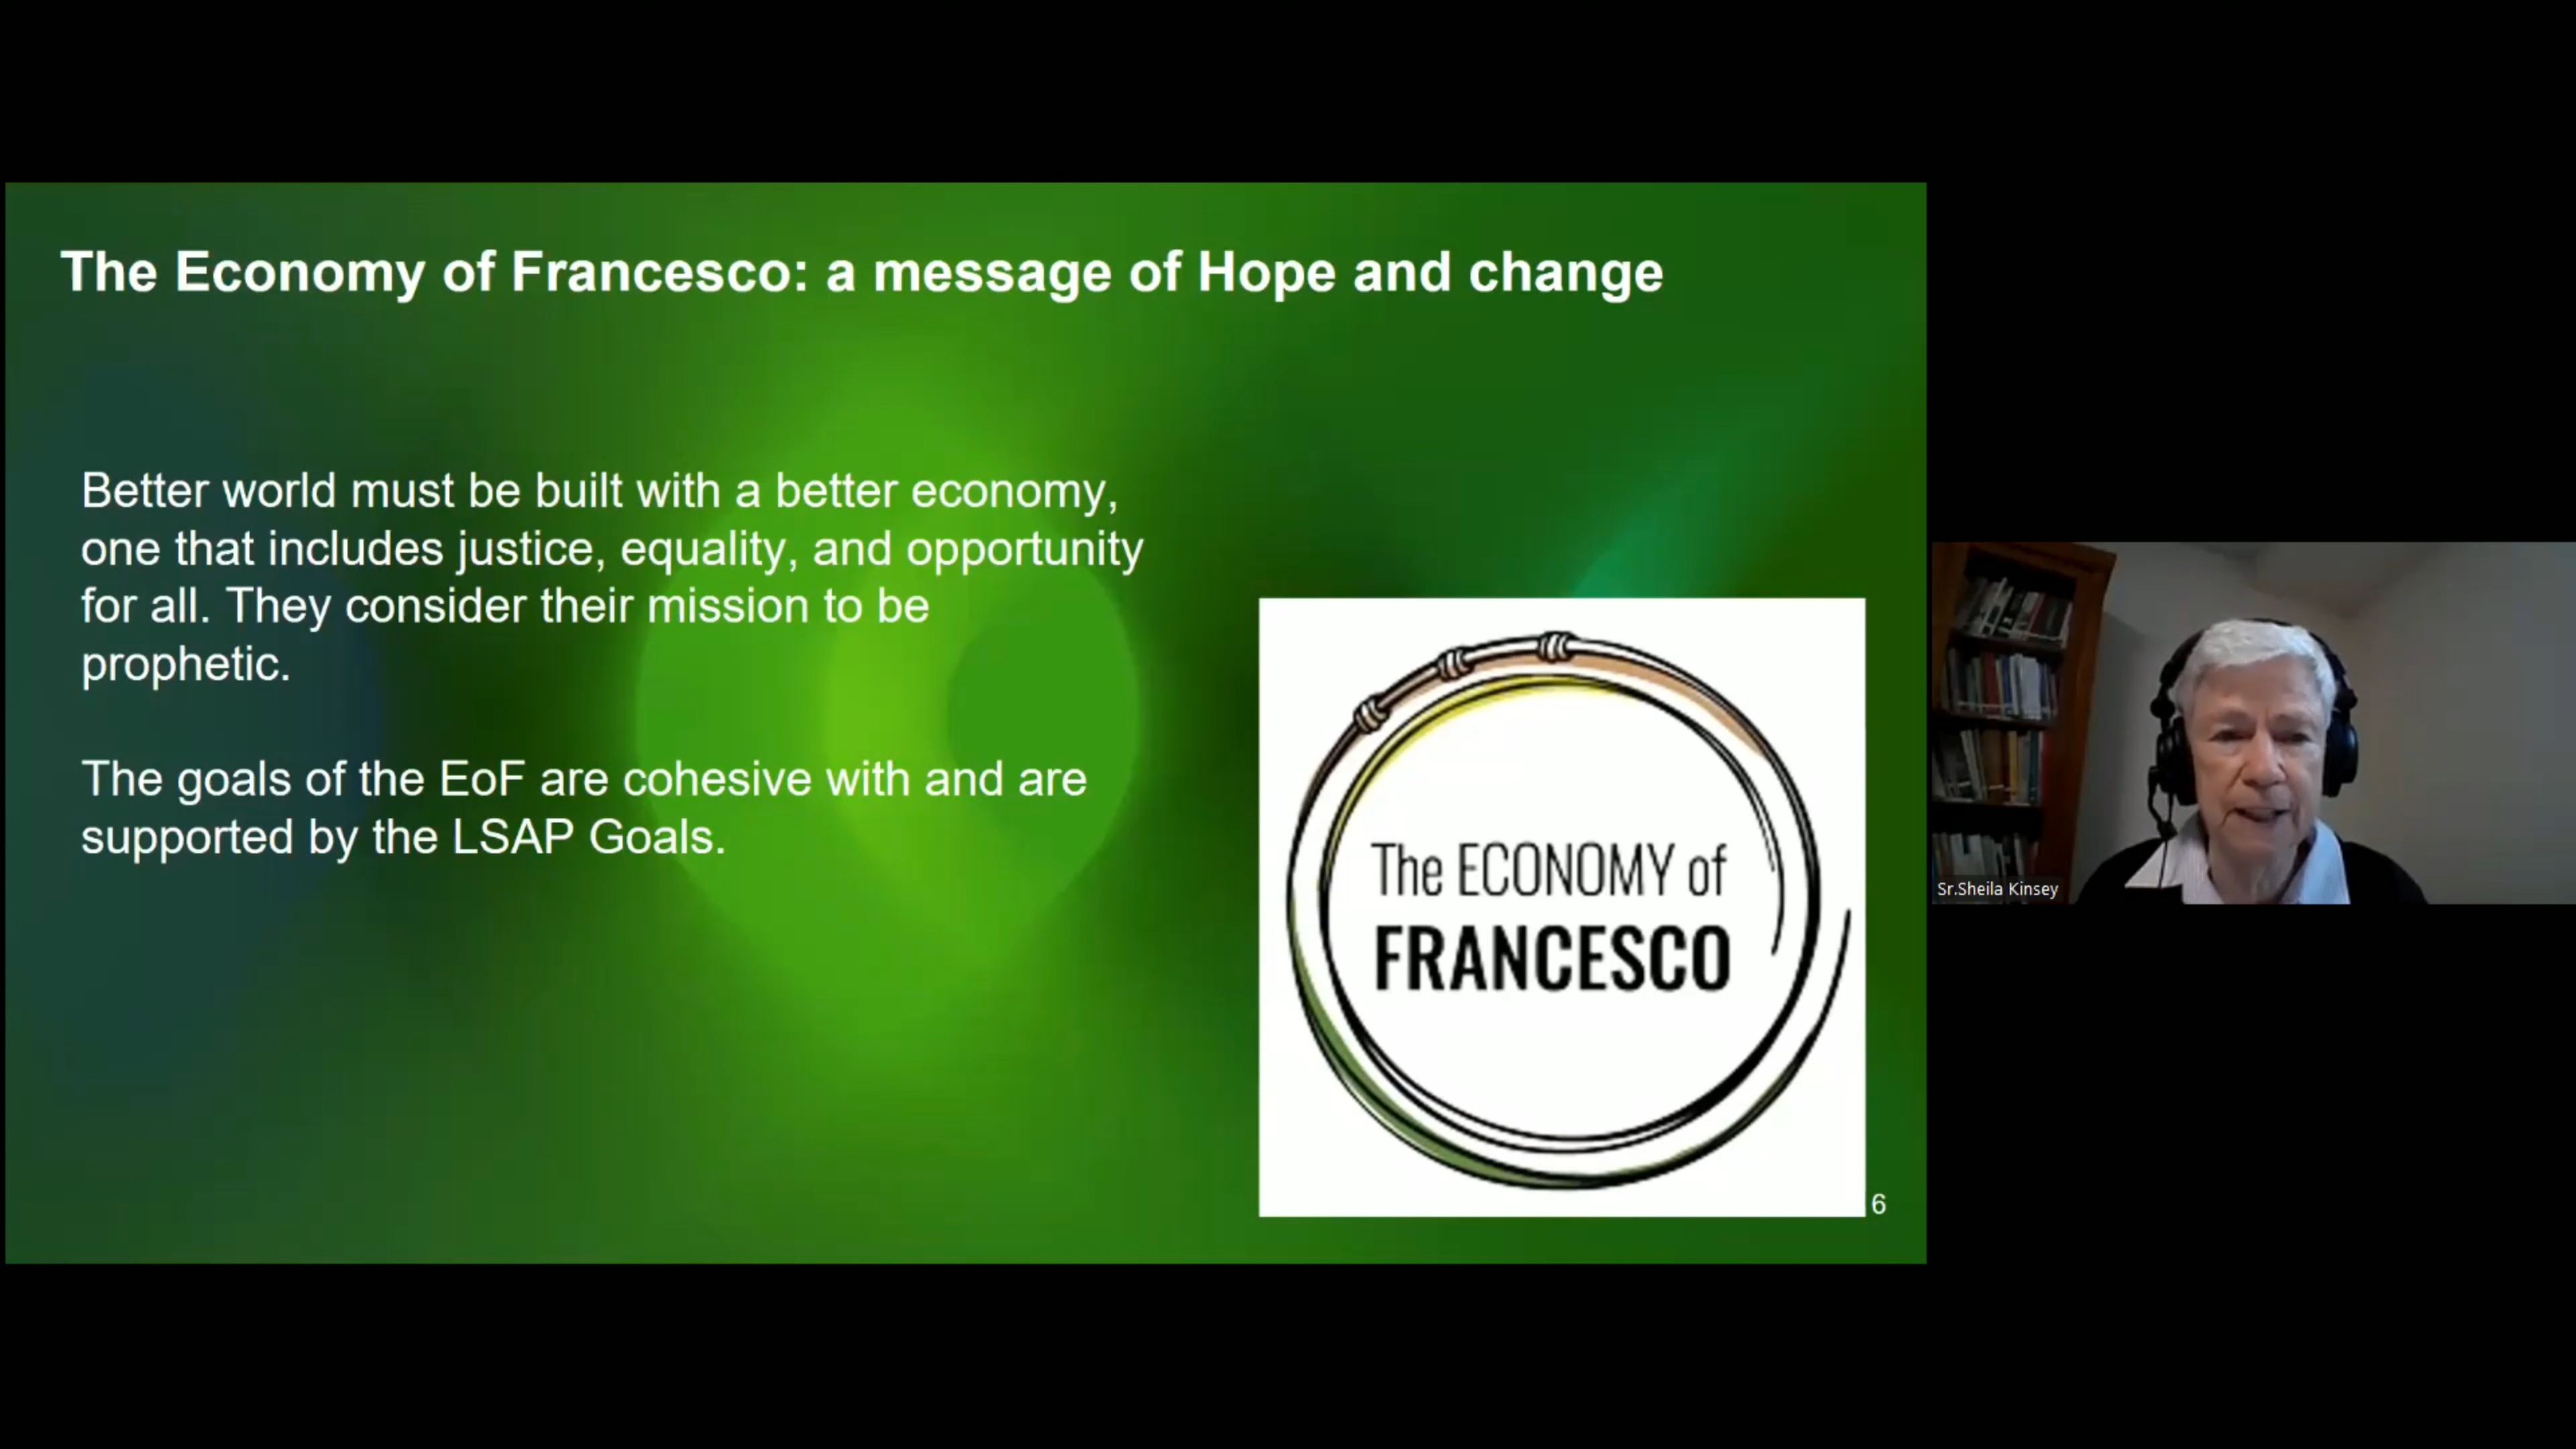 The Economy of Francesco: a message of Hope and change
Better world must be built with a better economy,
one that includes justice, equality, and opportunity
for all. They consider their mission to be
prophetic.
The goals of the EoF are cohesive with and are
supported by the LSAP Goals.
The ECONOMY of
FRANCESCO
6
Sr.Sheila Kinsey